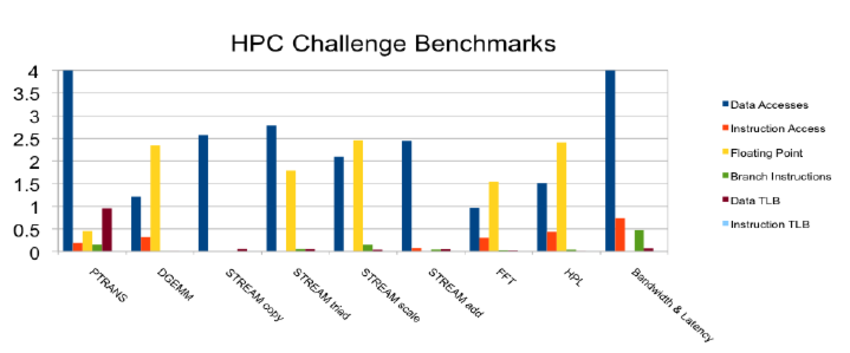 HPC Challenge Benchmarks
4
3.5
3
2.5
2
1.5
1
0.5
0
PTRANS
DGEMM
STREAM copy
STREAM triad
STREAM scale
STREAM add
FFT
HPL
Bandwidth & Latency
Data Accesses
Instruction Access
Floating Point
Branch Instructions
Data TLB
Instruction TLB